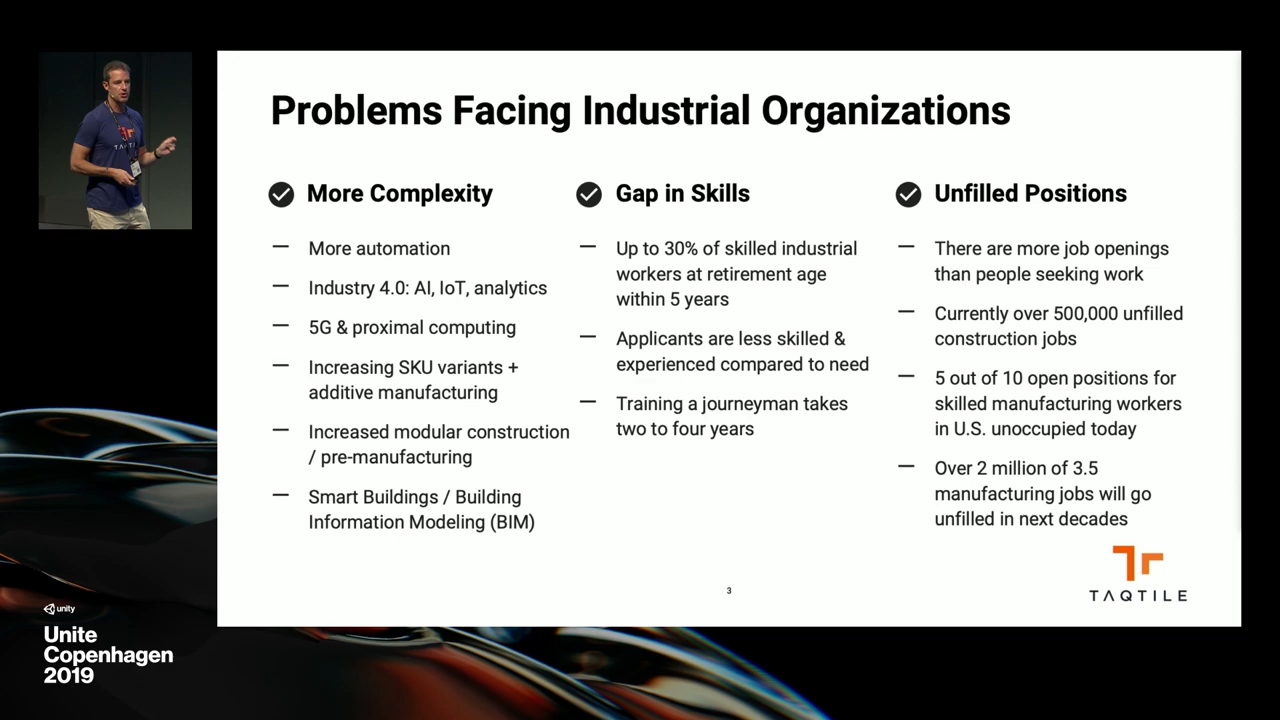 Problems Facing Industrial Organizations
More Complexity
More automation
Industry 4.0: AI, IoT, analytics
5G & proximal computing
Increasing SKU variants +
additive manufacturing
Increased modular construction
/ pre-manufacturing
Smart Buildings / Building
Information Modeling (BIM)
Gap in Skills
Up to 30% of skilled industrial
workers at retirement age
within 5 years
Applicants are less skilled &
experienced compared to need
Training a journeyman takes
two to four years
Unfilled Positions
There are more job openings
than people seeking work
Currently over 500,000 unfilled
construction jobs
5 out of 10 open positions for
skilled manufacturing workers
in U.S. unoccupied today
Over 2 million of 3.5
manufacturing jobs will go
unfilled in next decades
3
TAQTILE
unity
Unite
Copenhagen
2019